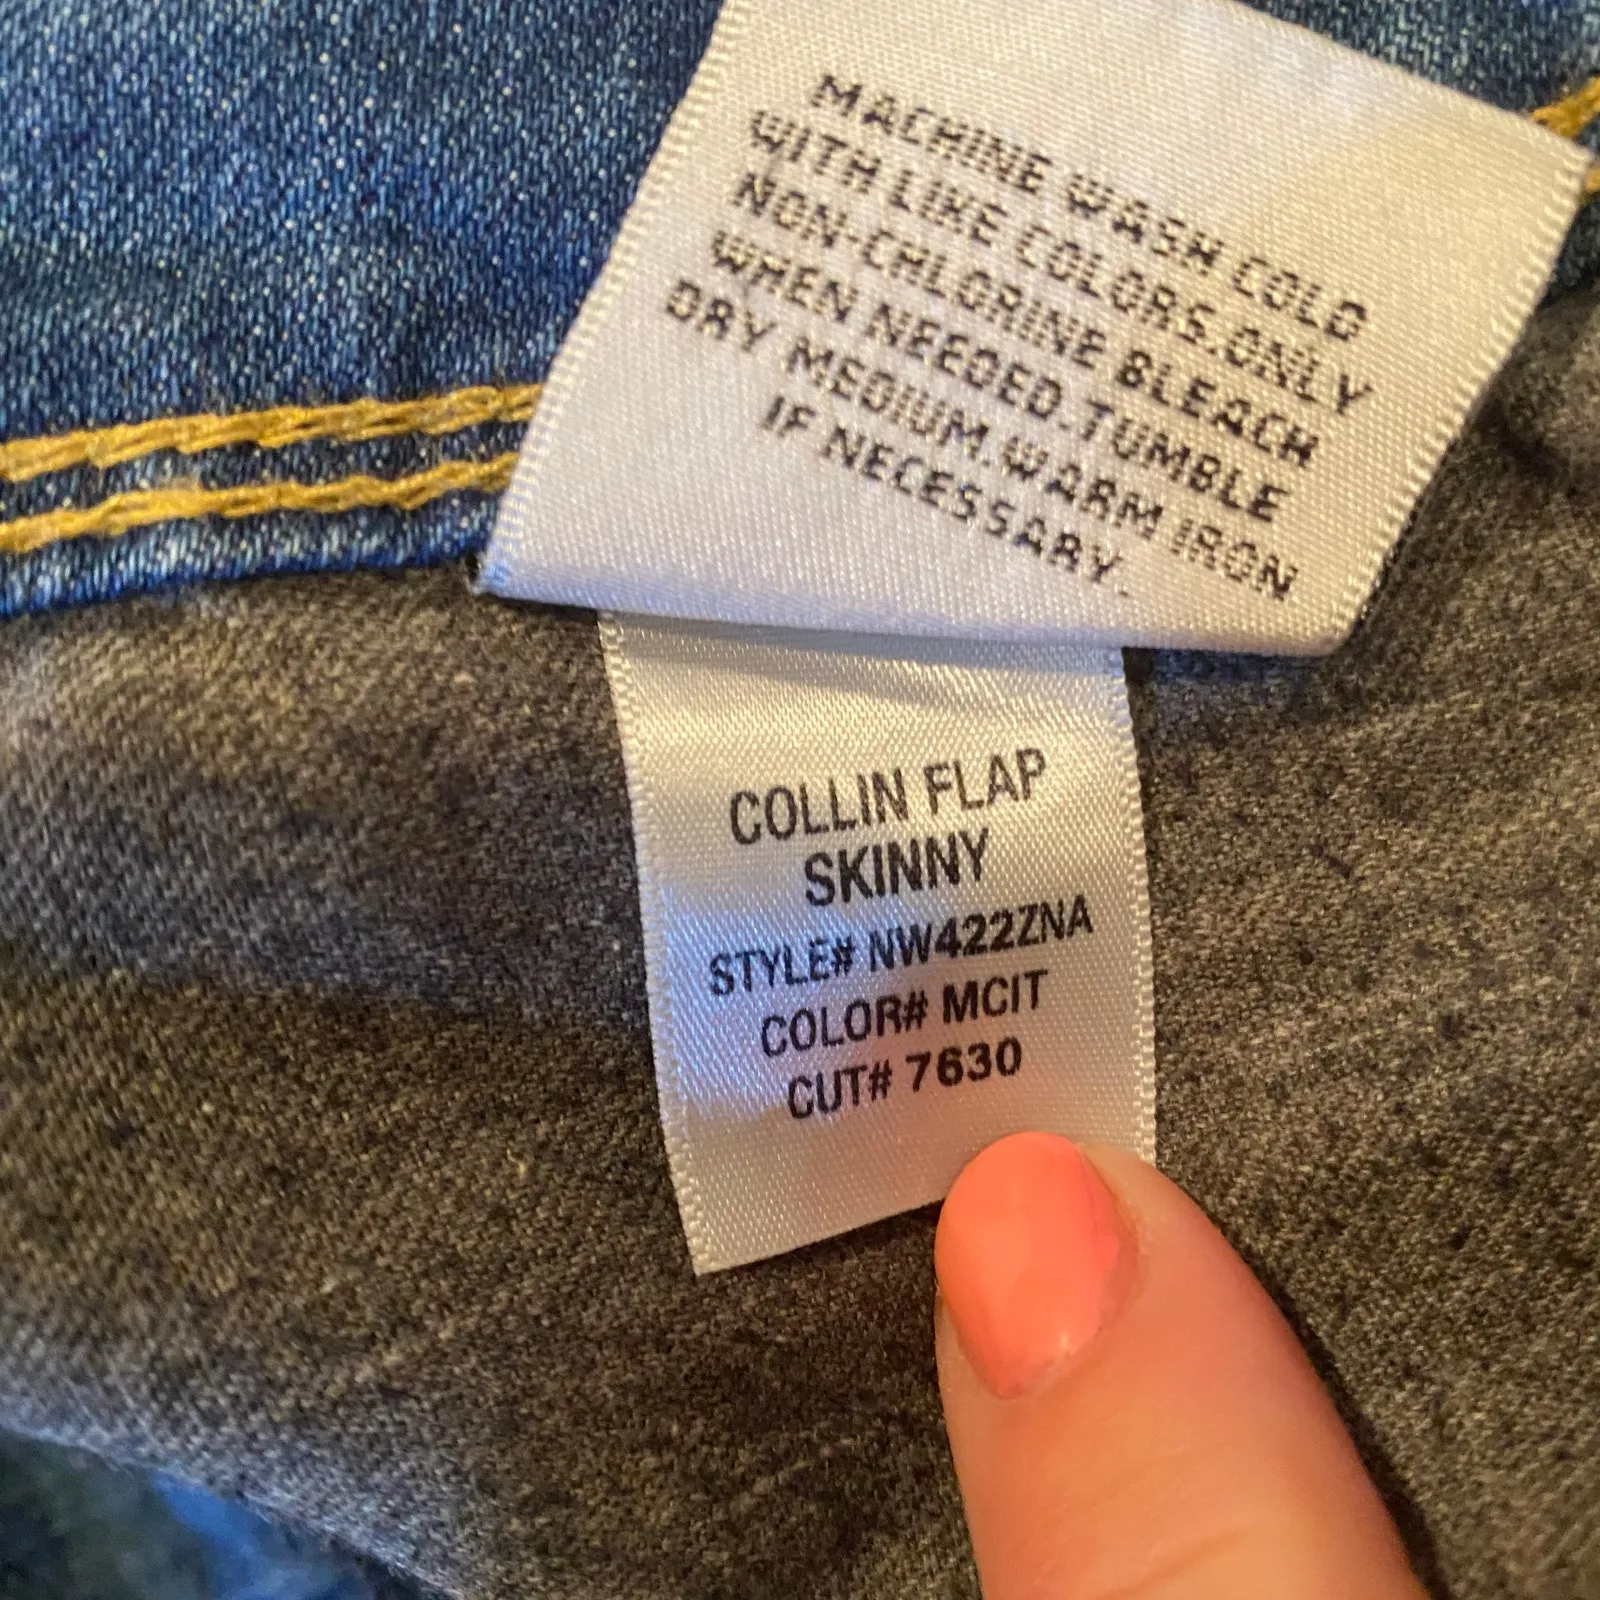 MACHINE WASH COLD
WITH LIKE COLORS.ONLY
NON-CHLORINE BLEACH
WHEN NEEDED.TUMBLE
DRY MEDIUM.WARM IRON
IF NECESSARY.
COLLIN FLAP
SKINNY
STYLE# NW422ZNA
COLOR# MCIT
CUT# 7630